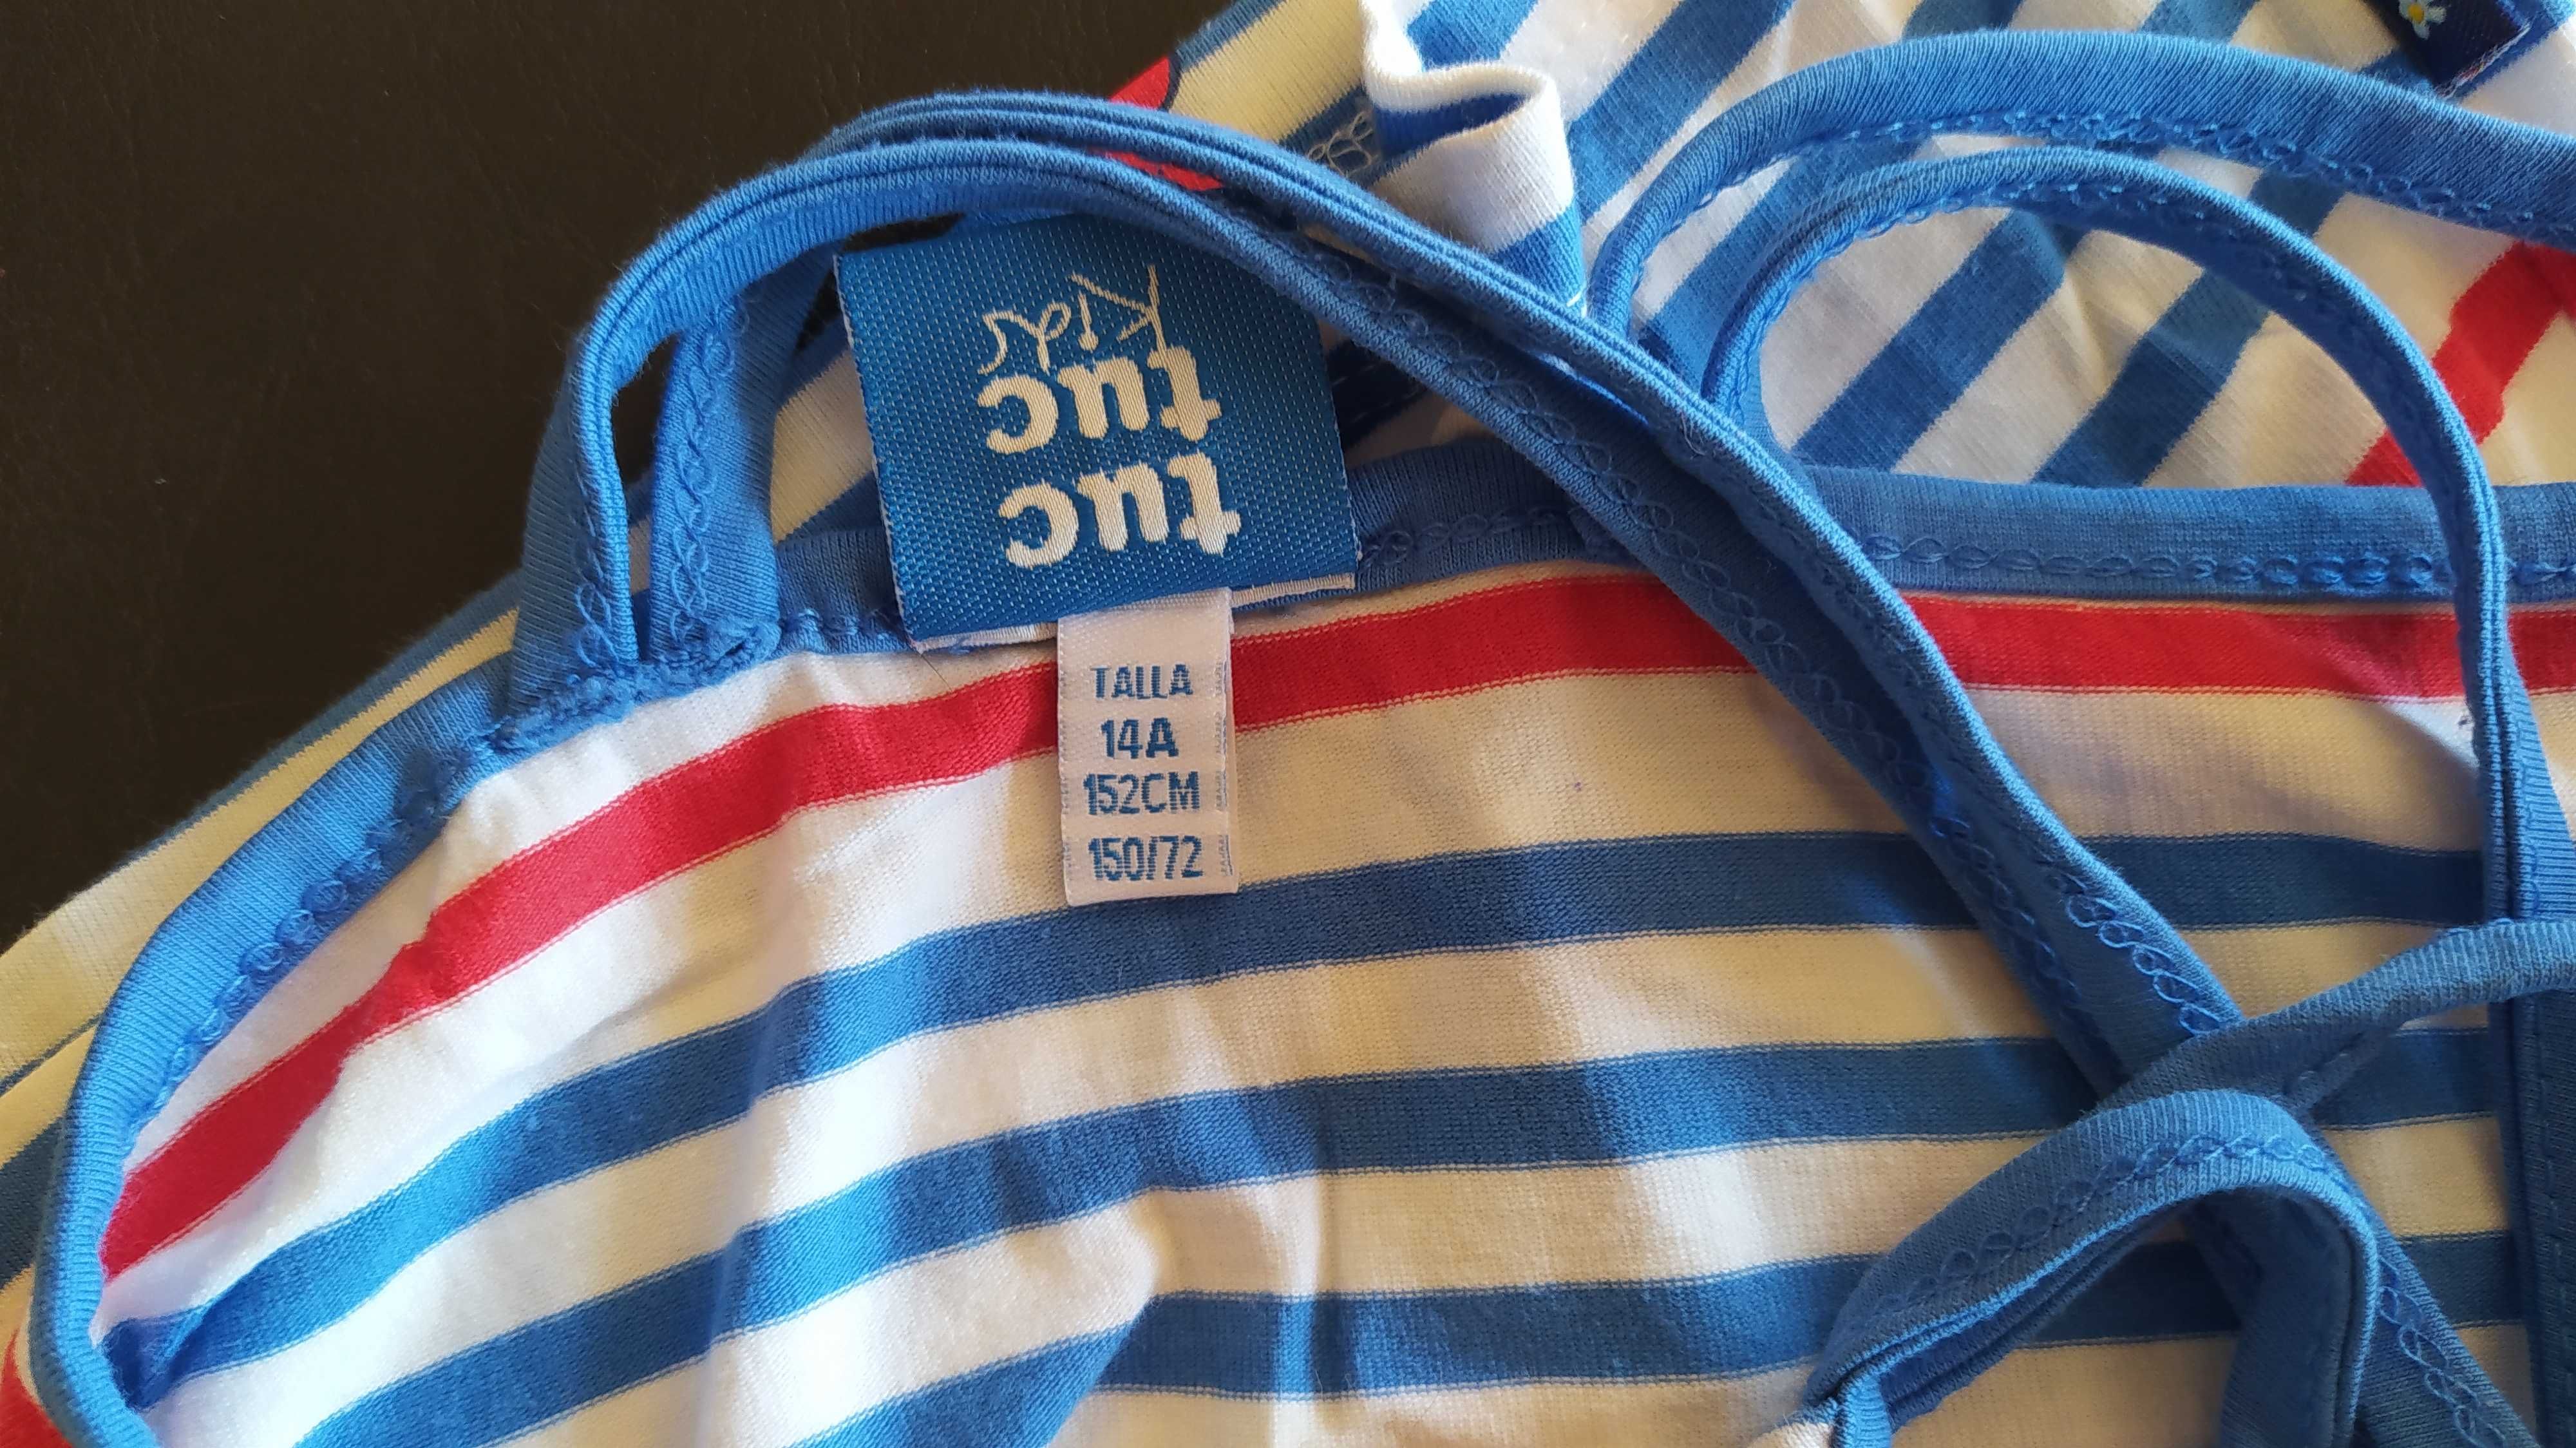 tuc
tuc
Kids
TALLA
14A
152CM
150/72